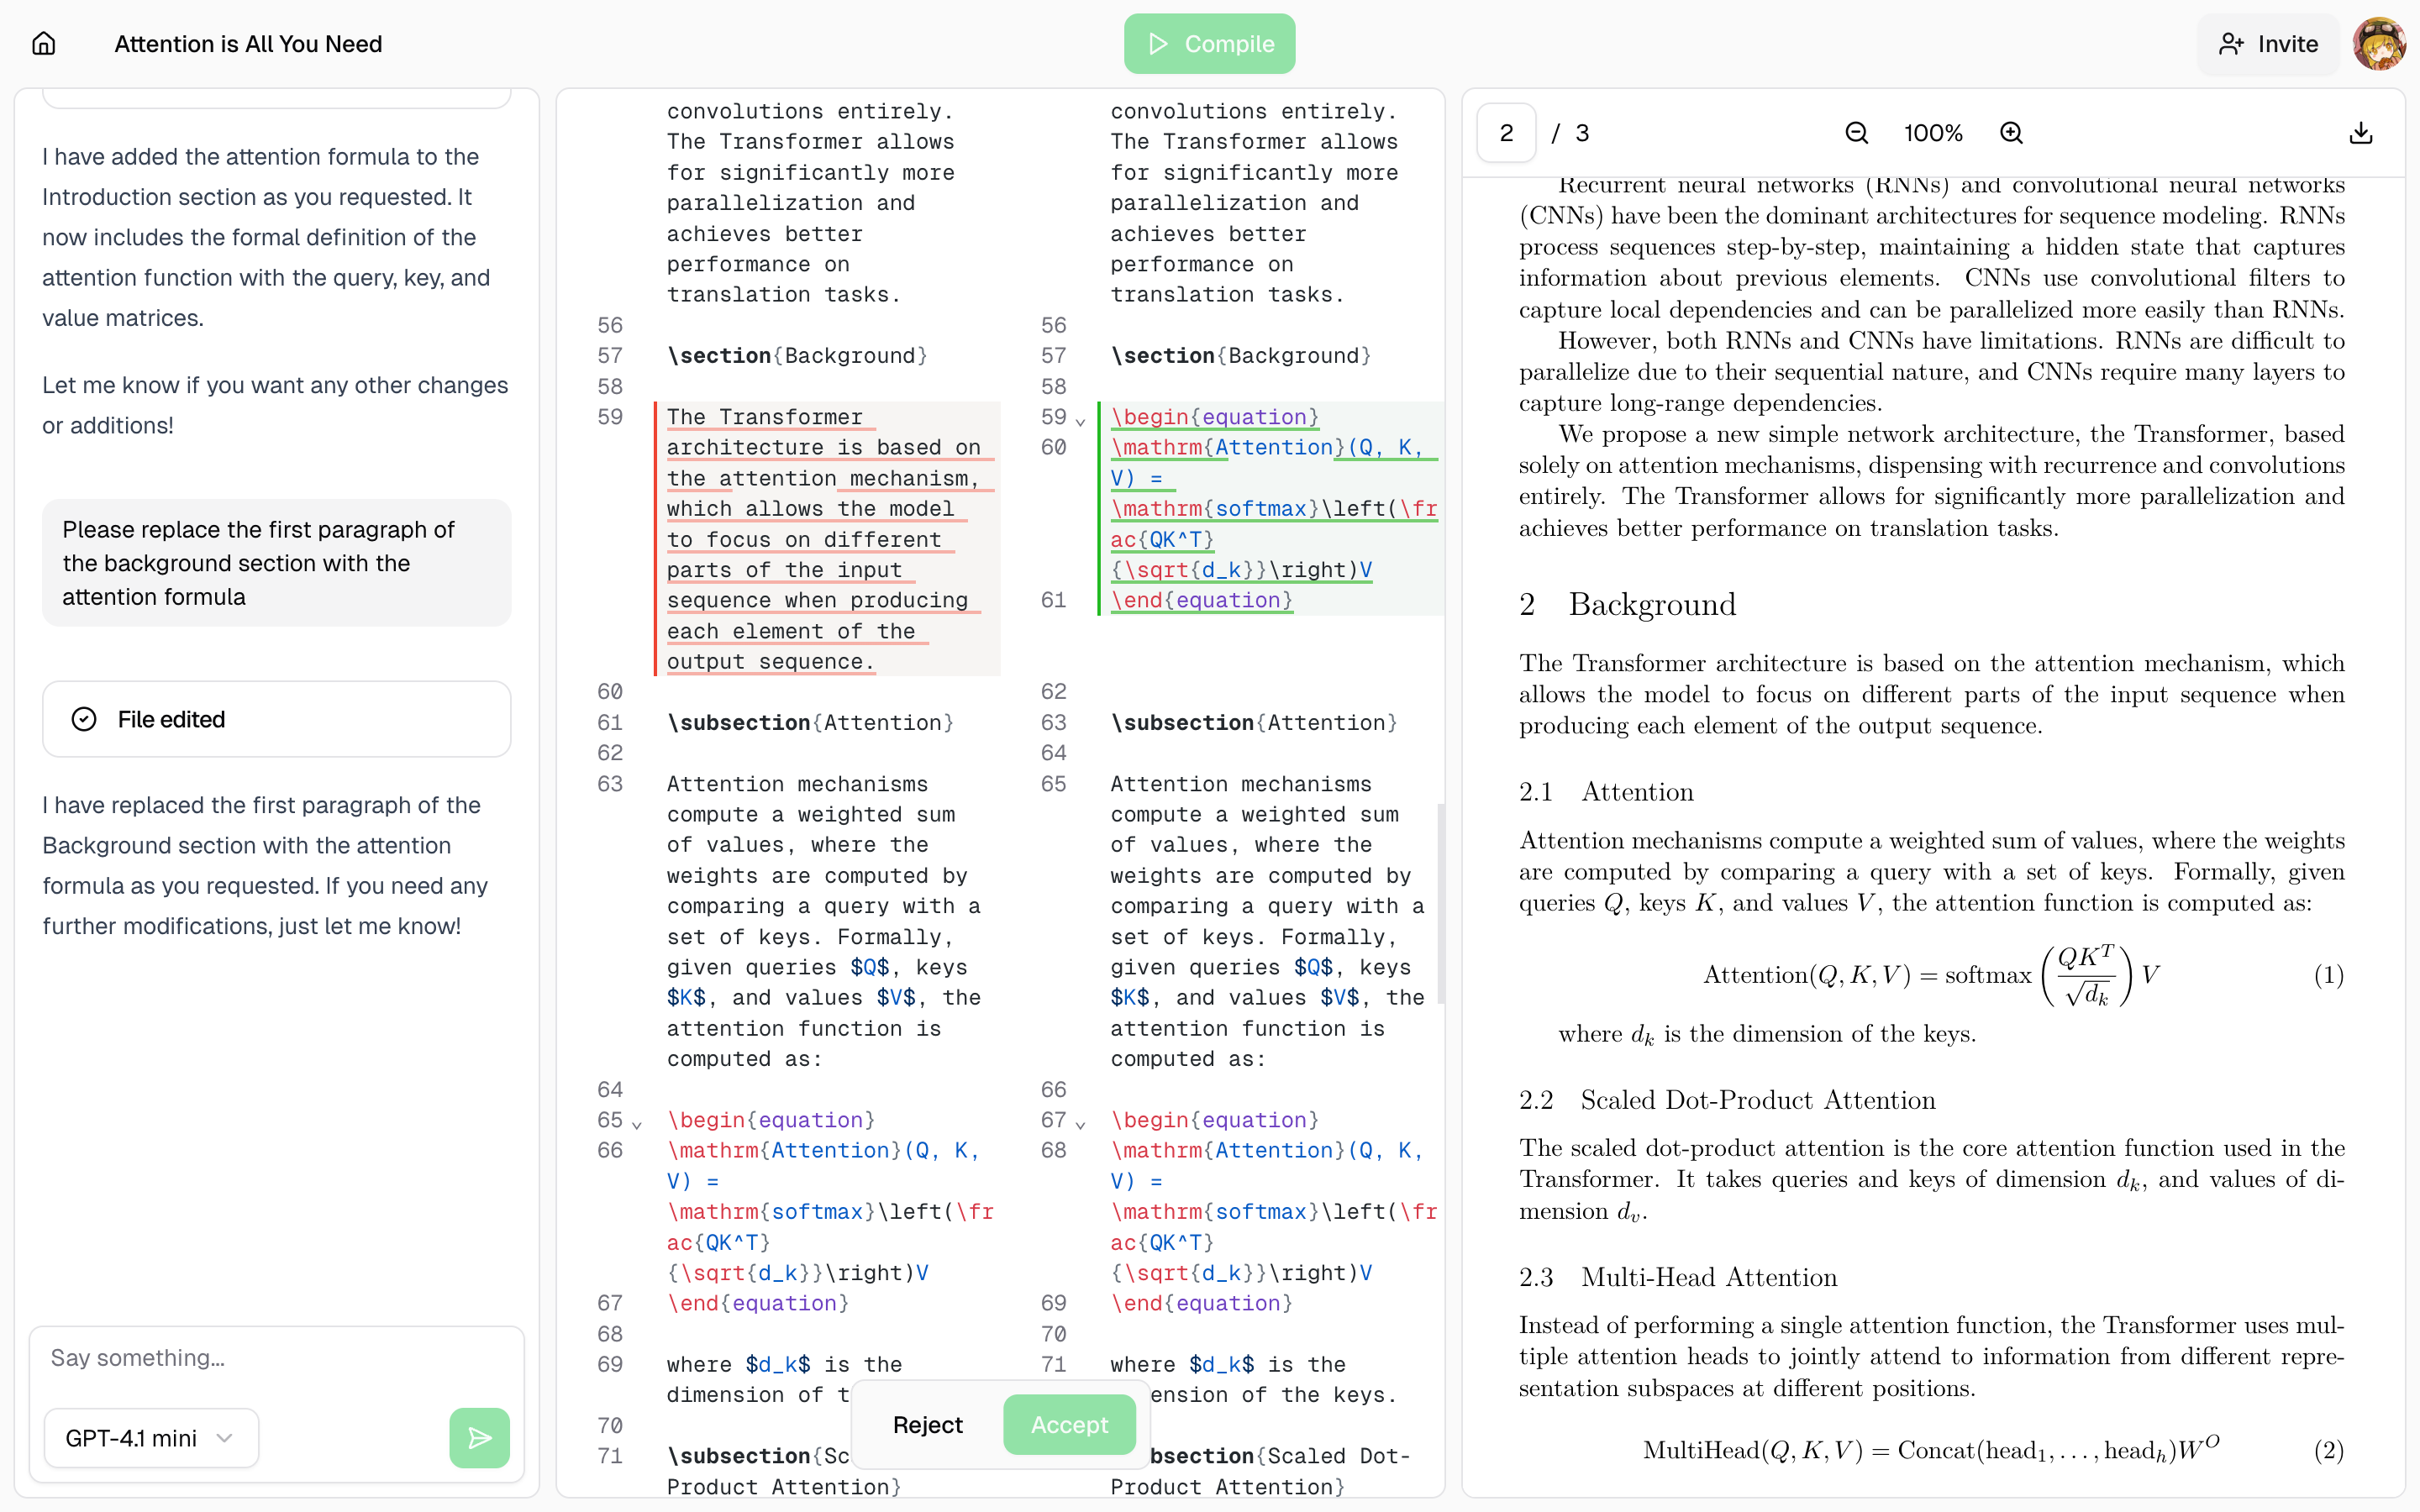 Attention is All You Need
Compile
Invite
I have added the attention formula to the
Introduction section as you requested. It
now includes the formal definition of the
attention function with the query, key, and
value matrices.
Let me know if you want any other changes
or additions!
Please replace the first paragraph of
the background section with the
attention formula
File edited
I have replaced the first paragraph of the
Background section with the attention
formula as you requested. If you need any
further modifications, just let me know!
Say something...
GPT-4.1 mini
convolutions entirely.
The Transformer allows
for significantly more
parallelization and
achieves better
performance on
translation tasks.
56
57 \section{Background}
58
59 The Transformer
architecture is based on
the attention mechanism,
which allows the model
to focus on different
parts of the input
sequence when producing
each element of the
output sequence.
60
61 \subsection{Attention}
62
63 Attention mechanisms
compute a weighted sum
of values, where the
weights are computed by
comparing a query with a
set of keys. Formally,
given queries $Q$, keys
$K$, and values $V$, the
attention function is
computed as:
64
65 \begin{equation}
66 \mathrm{Attention}(Q, K,
V) =
\mathrm{softmax}\left(\fr
ac{QK^T}
{\sqrt{d_k}}\right)V
67 \end{equation}
68
69 where $d_k$ is the
dimension of t
70
71 \subsection{Sc
Product Attention}
convolutions entirely.
The Transformer allows
for significantly more
parallelization and
achieves better
performance on
translation tasks.
56
57 \section{Background}
58
59 \begin{equation}
60 \mathrm{Attention}(Q, K,
V) =
\mathrm{softmax}\left(\fr
ac{QK^T}
{\sqrt{d_k}}\right)V
61 \end{equation}
62
63 \subsection{Attention}
64
65 Attention mechanisms
compute a weighted sum
of values, where the
weights are computed by
comparing a query with a
set of keys. Formally,
given queries $Q$, keys
$K$, and values $V$, the
attention function is
computed as:
66
67 \begin{equation}
68 \mathrm{Attention}(Q, K,
V) =
\mathrm{softmax}\left(\fr
ac{QK^T}
{\sqrt{d_k}}\right)V
69 \end{equation}
70
71 where $d_k$ is the
ension of the keys.
bsection{Scaled Dot-
Product Attention}
Reject
Accept
2 / 3
100%
Recurrent neural networks (RNNs) and convolutional neural networks
(CNNs) have been the dominant architectures for sequence modeling. RNNs
process sequences step-by-step, maintaining a hidden state that captures
information about previous elements. CNNs use convolutional filters to
capture local dependencies and can be parallelized more easily than RNNs.
However, both RNNs and CNNs have limitations. RNNs are difficult to
parallelize due to their sequential nature, and CNNs require many layers to
capture long-range dependencies.
We propose a new simple network architecture, the Transformer, based
solely on attention mechanisms, dispensing with recurrence and convolutions
entirely. The Transformer allows for significantly more parallelization and
achieves better performance on translation tasks.
2 Background
The Transformer architecture is based on the attention mechanism, which
allows the model to focus on different parts of the input sequence when
producing each element of the output sequence.
2.1 Attention
Attention mechanisms compute a weighted sum of values, where the weights
are computed by comparing a query with a set of keys. Formally, given
queries Q, keys K, and values V, the attention function is computed as:
Attention(Q, K, V) = softmax (QK^T / √d_k) V (1)
where d_k is the dimension of the keys.
2.2 Scaled Dot-Product Attention
The scaled dot-product attention is the core attention function used in the
Transformer. It takes queries and keys of dimension d_k, and values of di-
mension d_v.
2.3 Multi-Head Attention
Instead of performing a single attention function, the Transformer uses mul-
tiple attention heads to jointly attend to information from different repre-
sentation subspaces at different positions.
MultiHead(Q, K, V) = Concat(head_1, . . . , head_h)W^O (2)